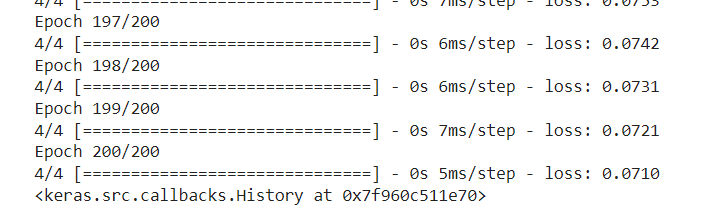 4/4 [==============================] - 0s 7ms/step - loss: 0.0753
Epoch 197/200
4/4 [==============================] - 0s 6ms/step - loss: 0.0742
Epoch 198/200
4/4 [==============================] - 0s 6ms/step - loss: 0.0731
Epoch 199/200
4/4 [==============================] - 0s 7ms/step - loss: 0.0721
Epoch 200/200
4/4 [==============================] - 0s 5ms/step - loss: 0.0710
<keras.src.callbacks.History at 0x7f960c511e70>